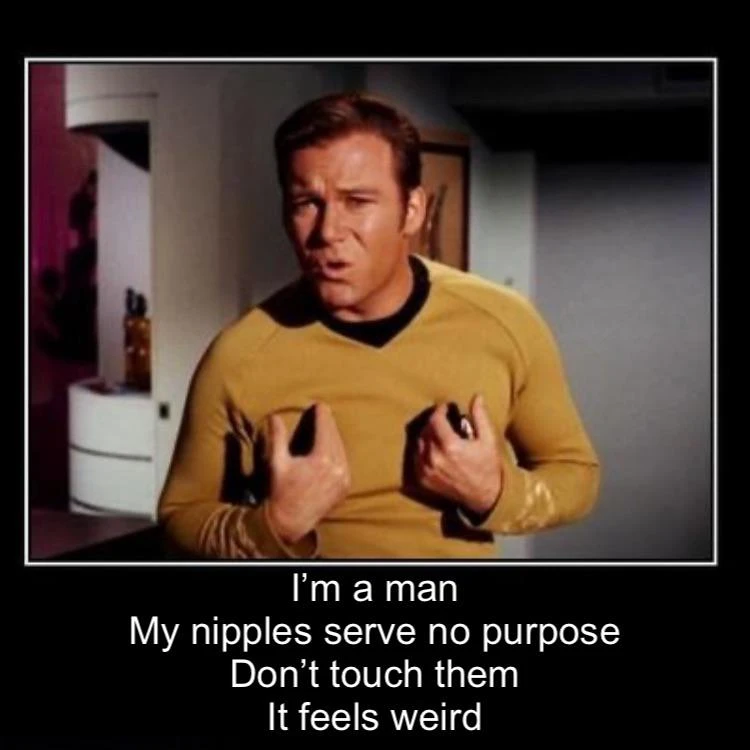 I’m a man
My nipples serve no purpose
Don’t touch them
It feels weird